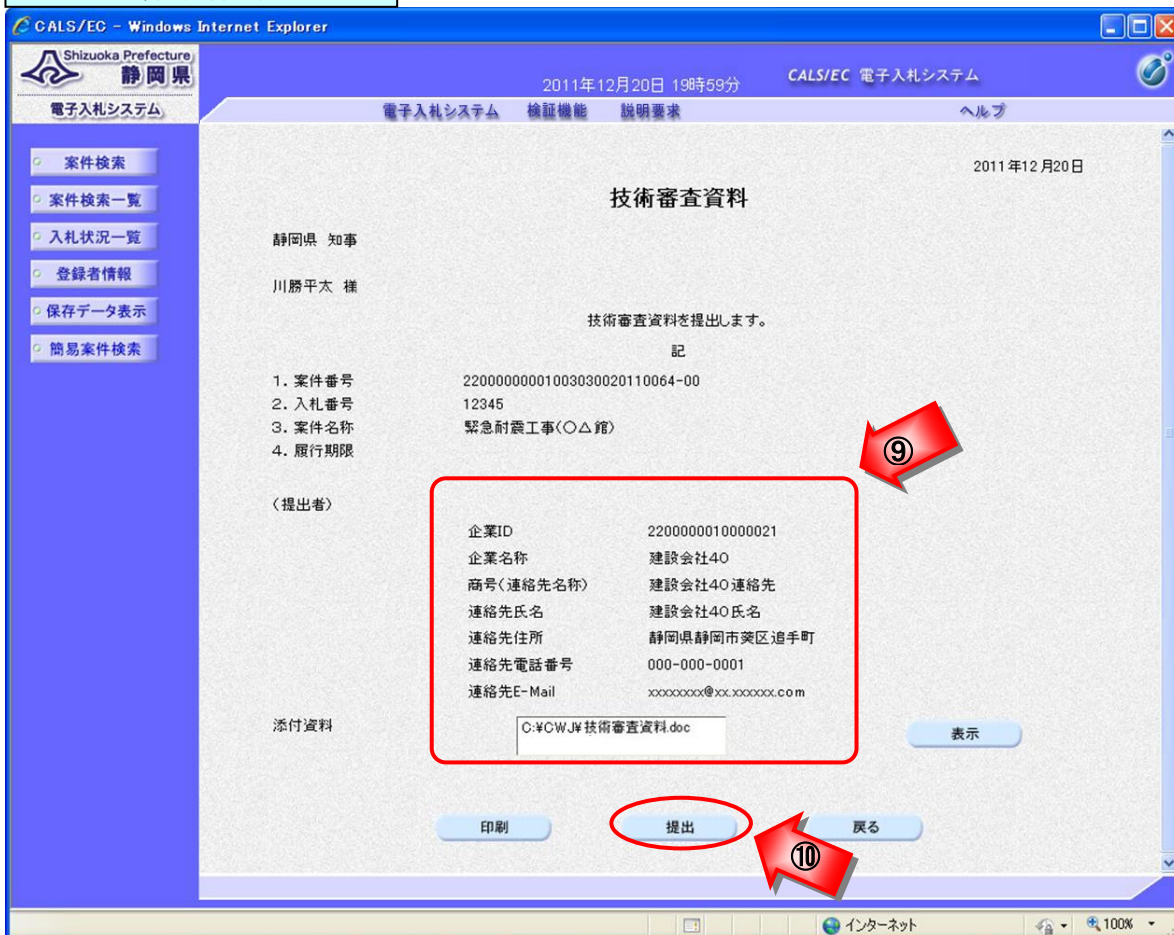 CALS/EC - Windows Internet Explorer
Shizuoka Prefecture
静岡県
電子入札システム
2011年12月20日 19時59分
CALS/EC 電子入札システム
電子入札システム 検証機能 説明要求 ヘルプ
案件検索
案件検索一覧
入札状況一覧
登録者情報
保存データ表示
簡易案件検索
2011年12月20日
技術審査資料
静岡県 知事
川勝平太 様
技術審査資料を提出します。
記
1. 案件番号 22000000001003030020110064-00
2. 入札番号 12345
3. 案件名称 緊急耐震工事(○△館)
4. 履行期限
⑨
(提出者)
企業ID 2200000010000021
企業名称 建設会社40
商号(連絡先名称) 建設会社40連絡先
連絡先氏名 建設会社40氏名
連絡先住所 静岡県静岡市葵区追手町
連絡先電話番号 000-000-0001
連絡先E-Mail xxxxxxxx@xx.xxxxxx.com
添付資料 C:¥CWJ¥技術審査資料.doc 表示
印刷 提出 戻る
⑩
インターネット 100%